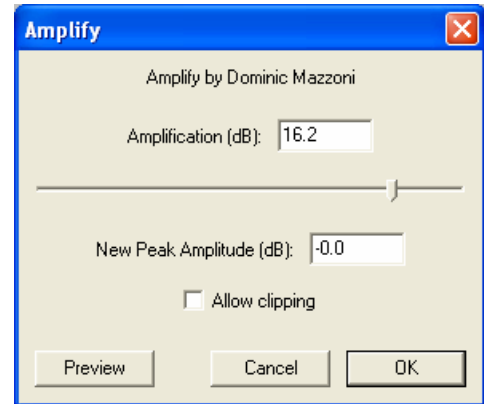 Amplify
Amplify by Dominic Mazzoni
Amplification (dB): 16.2
New Peak Amplitude (dB): -0.0
Allow clipping
Preview Cancel OK